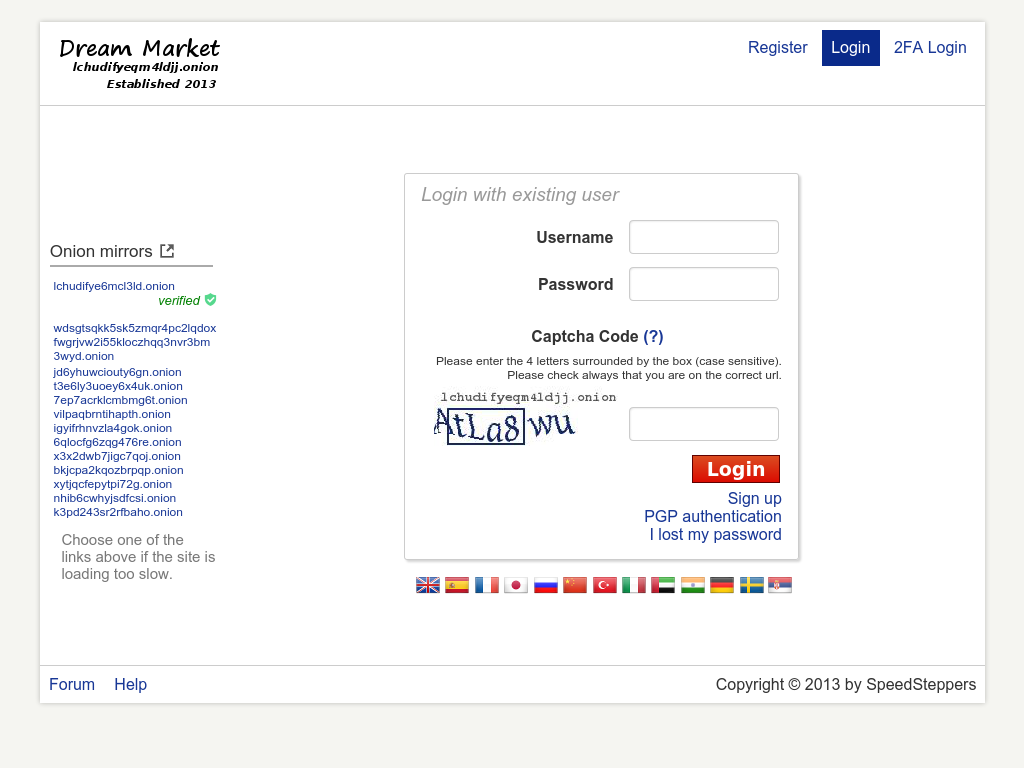 Dream Market
lchudifyeqm4ldjj.onion
Established 2013
Register Login 2FA Login
Onion mirrors
lchudifye6mcl3ld.onion
verified
wdsgtsqkk5sk5zmqr4pc2lqdox
fwgrjvw2i55kloczhqq3nvr3bm
3wyd.onion
jd6yhuwciouty6gn.onion
t3e6ly3uoey6x4uk.onion
7ep7acrklcmbmg6t.onion
vilpaqbrntihapth.onion
igyifrhnvzla4gok.onion
6qlocfg6zqg476re.onion
x3x2dwb7jigc7qoj.onion
bkjcpa2kqozbrpqp.onion
xytjqcfepytpi72g.onion
nhib6cwhyjsdfcsi.onion
k3pd243sr2rfbaho.onion
Choose one of the
links above if the site is
loading too slow.
Login with existing user
Username
Password
Captcha Code (?)
Please enter the 4 letters surrounded by the box (case sensitive).
Please check always that you are on the correct url.
lchudifyeqm4ldjj.onion
AtLa8wu
Login
Sign up
PGP authentication
I lost my password
Forum Help
Copyright © 2013 by SpeedSteppers